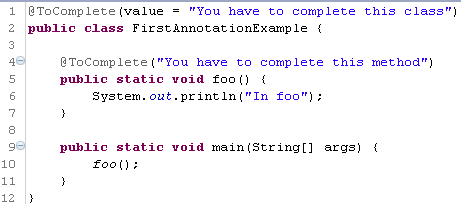 1 @ToComplete(value = "You have to complete this class")
2 public class FirstAnnotationExample {
3
4 @ToComplete("You have to complete this method")
5 public static void foo() {
6 System.out.println("In foo");
7 }
8
9 public static void main(String[] args) {
10 foo();
11 }
12 }